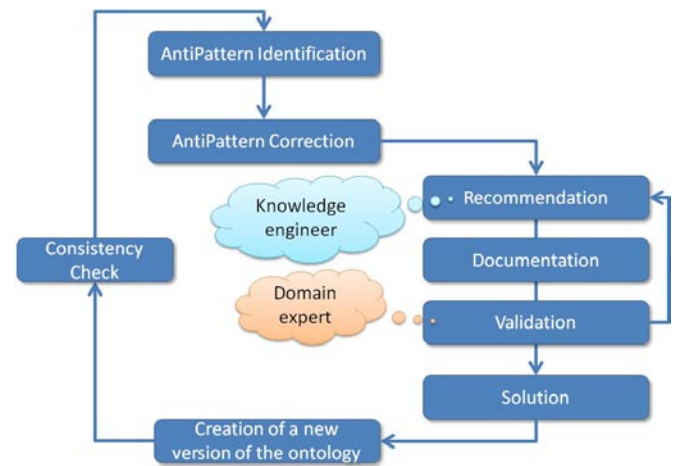 AntiPattern Identification
AntiPattern Correction
Recommendation
Knowledge
engineer
Documentation
Consistency
Check
Domain
expert
Validation
Solution
Creation of a new
version of the ontology